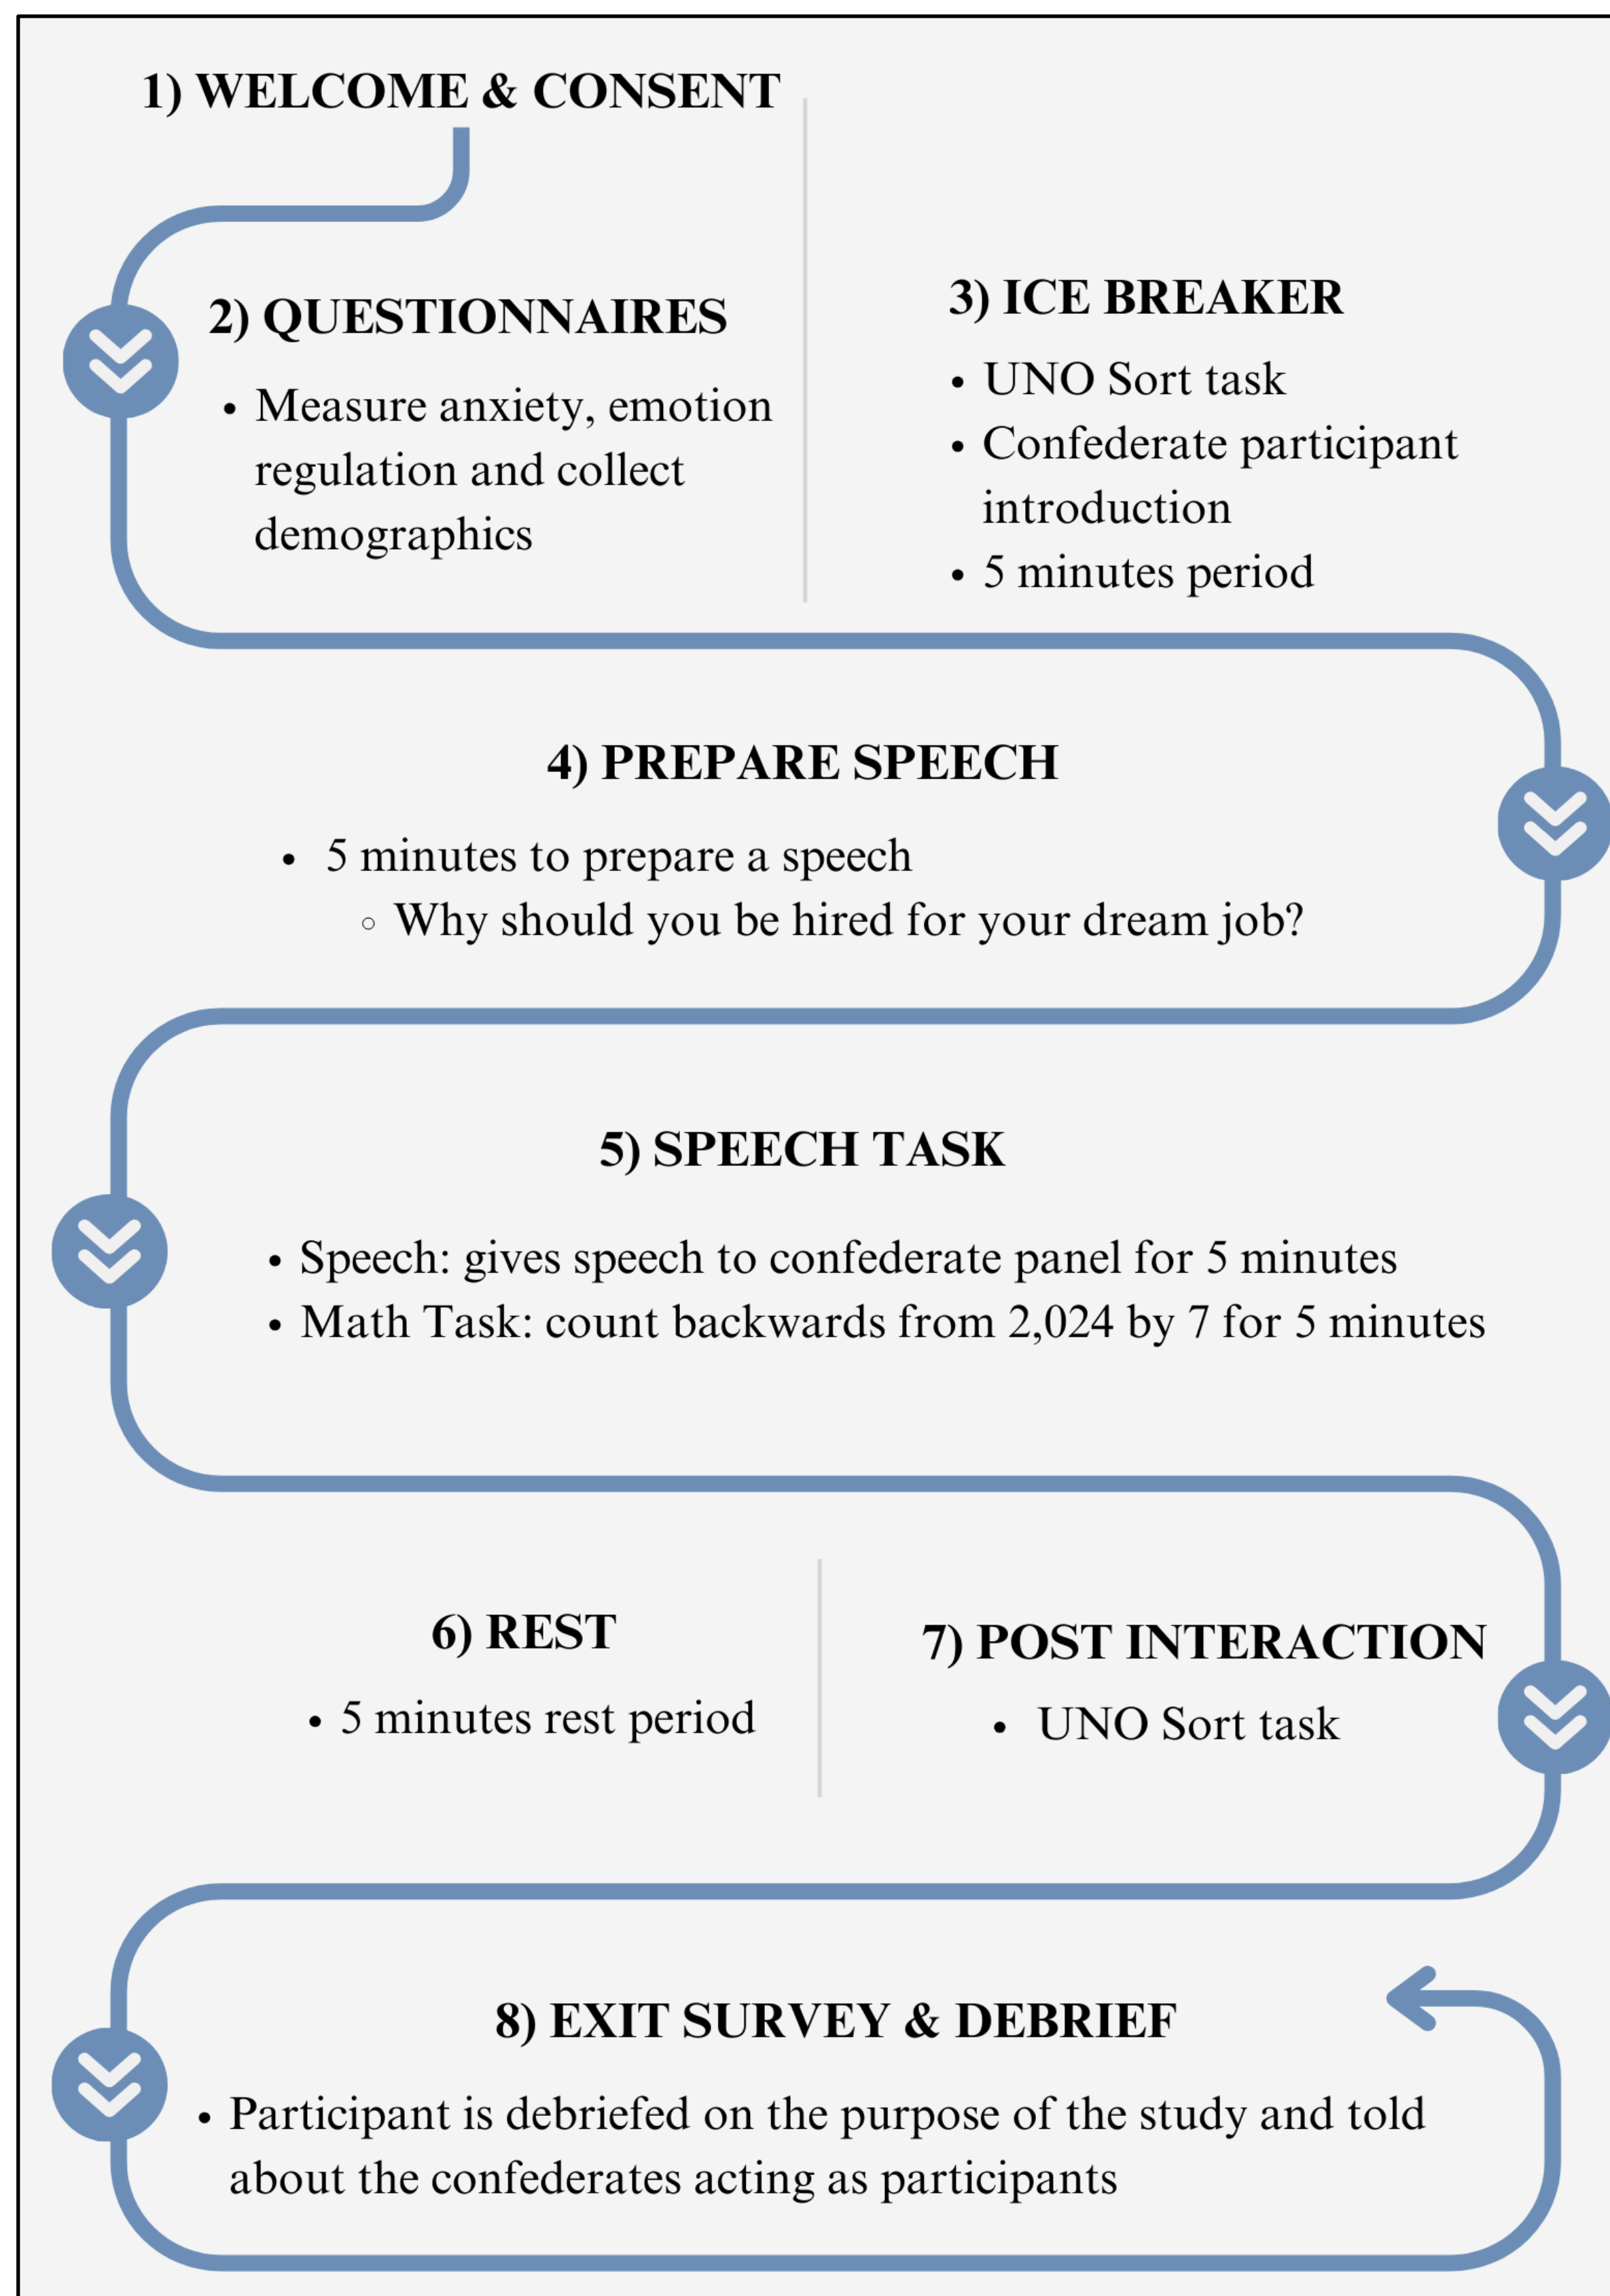 1) WELCOME & CONSENT
2) QUESTIONNAIRES
• Measure anxiety, emotion
regulation and collect
demographics
3) ICE BREAKER
• UNO Sort task
• Confederate participant
introduction
• 5 minutes period
4) PREPARE SPEECH
• 5 minutes to prepare a speech
◦ Why should you be hired for your dream job?
5) SPEECH TASK
• Speech: gives speech to confederate panel for 5 minutes
• Math Task: count backwards from 2,024 by 7 for 5 minutes
6) REST
• 5 minutes rest period
7) POST INTERACTION
• UNO Sort task
8) EXIT SURVEY & DEBRIEF
• Participant is debriefed on the purpose of the study and told
about the confederates acting as participants